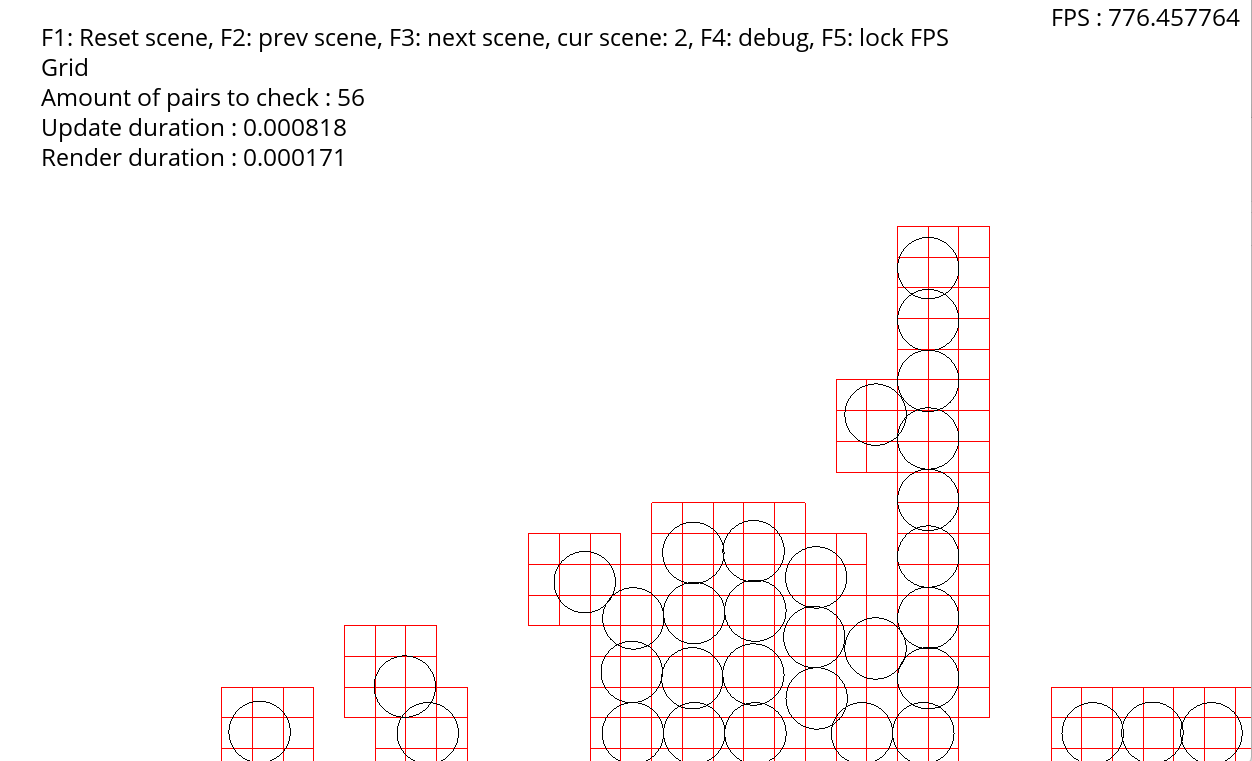 FPS : 776.457764
F1: Reset scene, F2: prev scene, F3: next scene, cur scene: 2, F4: debug, F5: lock FPS
Grid
Amount of pairs to check : 56
Update duration : 0.000818
Render duration : 0.000171